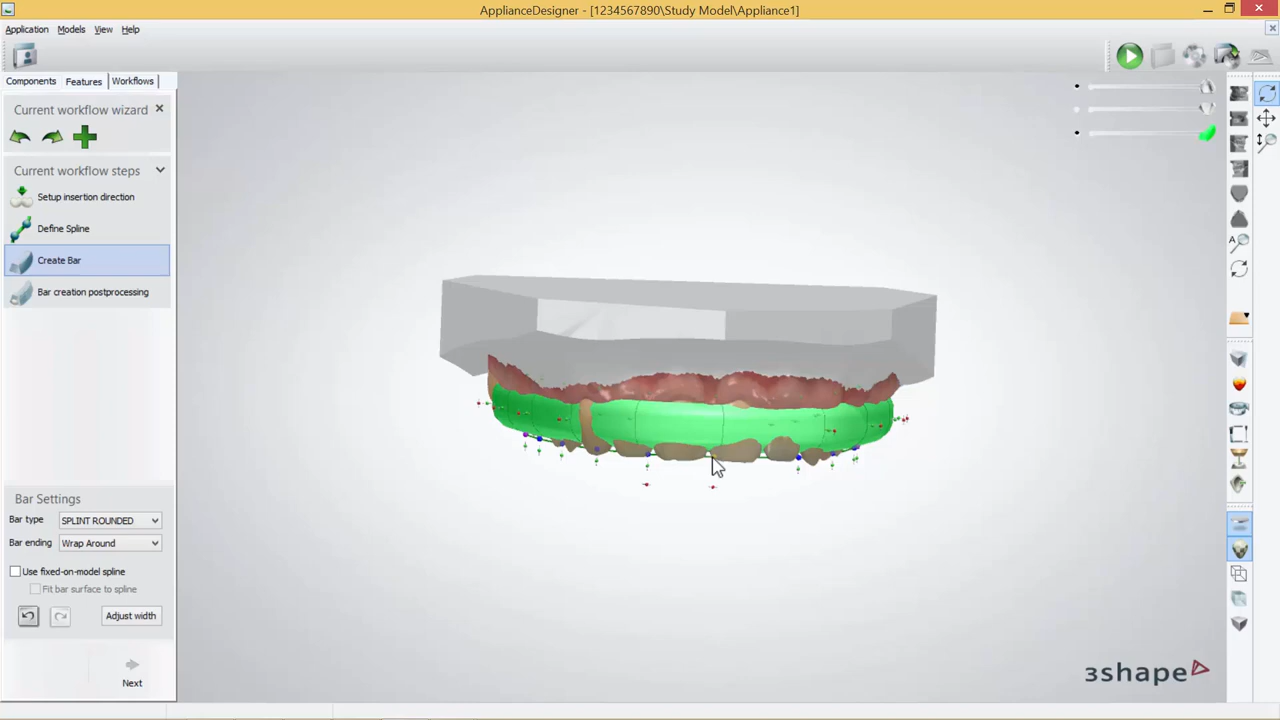 ApplianceDesigner - [1234567890\Study Model\Appliance1]
Application Models View Help
Components Features Workflows
Current workflow wizard
Current workflow steps
Setup insertion direction
Define Spline
Create Bar
Bar creation postprocessing
Bar Settings
Bar type SPLINT ROUNDED
Bar ending Wrap Around
Use fixed-on-model spline
Fit bar surface to spline
Adjust width
Next
3shape